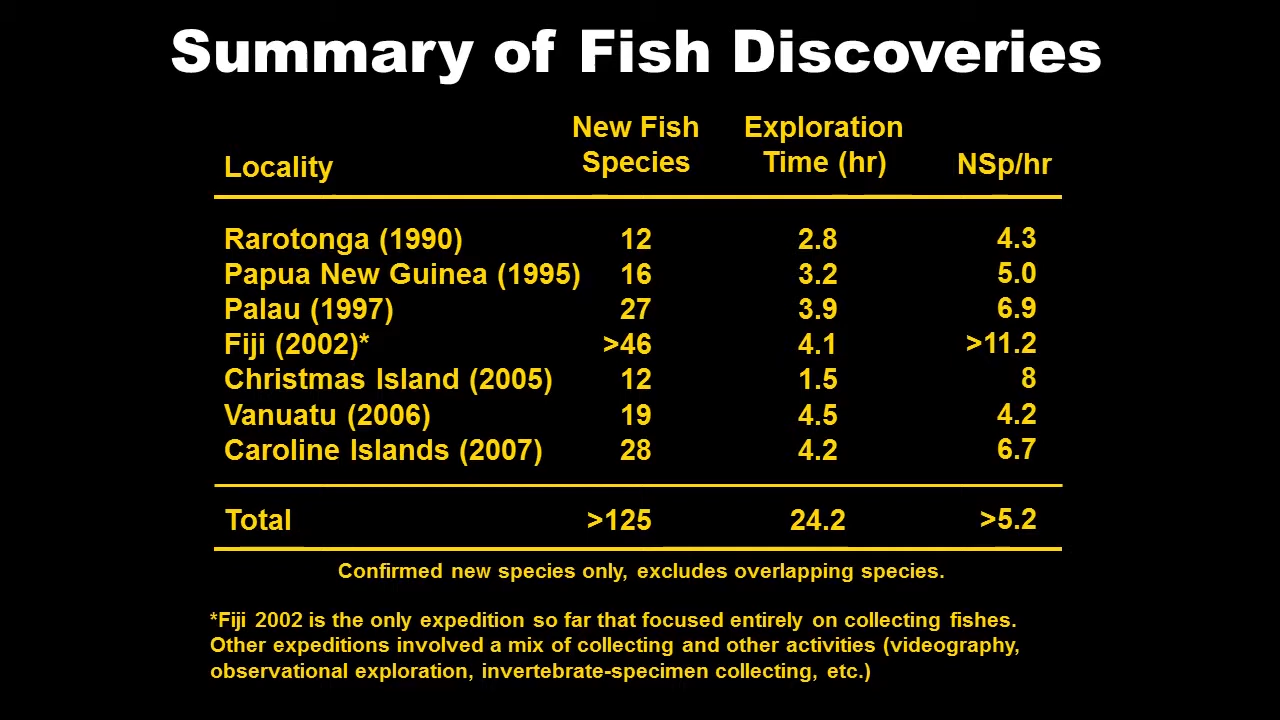 Summary of Fish Discoveries
Locality New Fish Species Exploration Time (hr) NSp/hr
Rarotonga (1990) 12 2.8 4.3
Papua New Guinea (1995) 16 3.2 5.0
Palau (1997) 27 3.9 6.9
Fiji (2002)* >46 4.1 >11.2
Christmas Island (2005) 12 1.5 8
Vanuatu (2006) 19 4.5 4.2
Caroline Islands (2007) 28 4.2 6.7
Total >125 24.2 >5.2
Confirmed new species only, excludes overlapping species.
*Fiji 2002 is the only expedition so far that focused entirely on collecting fishes.
Other expeditions involved a mix of collecting and other activities (videography,
observational exploration, invertebrate-specimen collecting, etc.)